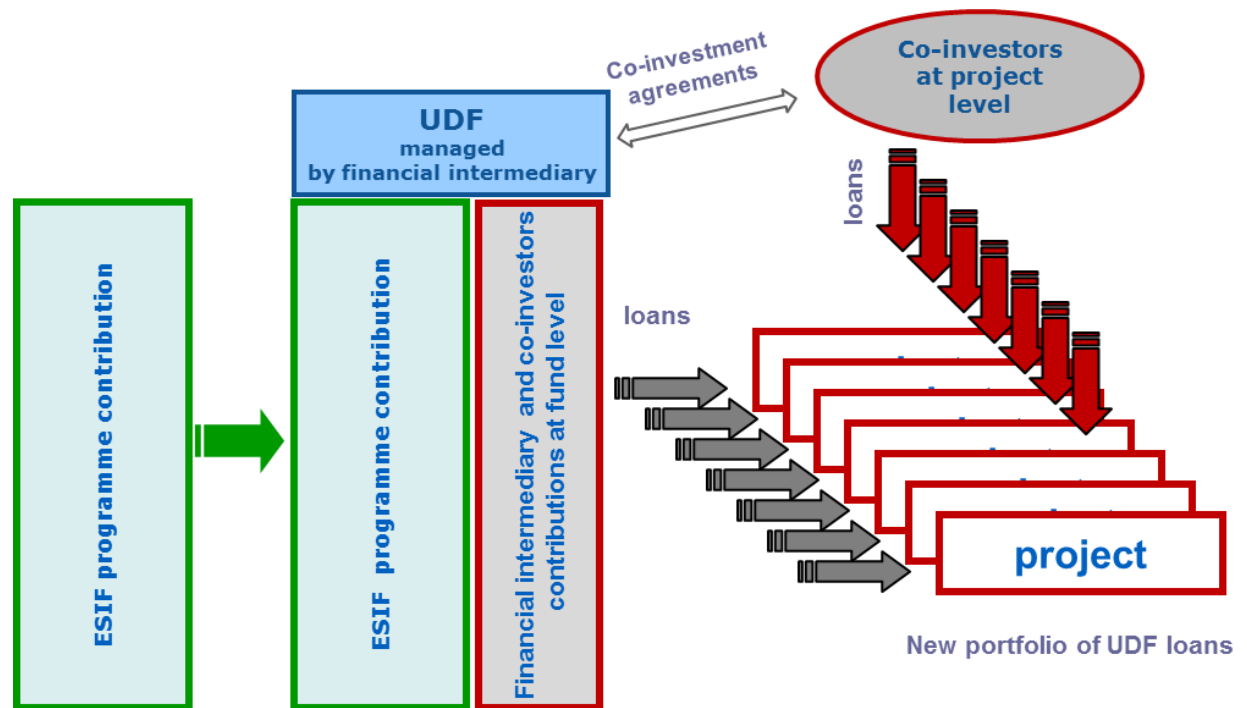 Co-investment
agreements
Co-investors
at project
level
UDF
managed
by financial intermediary
ESIF programme contribution
ESIF programme contribution
Financial intermediary and co-investors
contributions at fund level
loans
loans
project
New portfolio of UDF loans